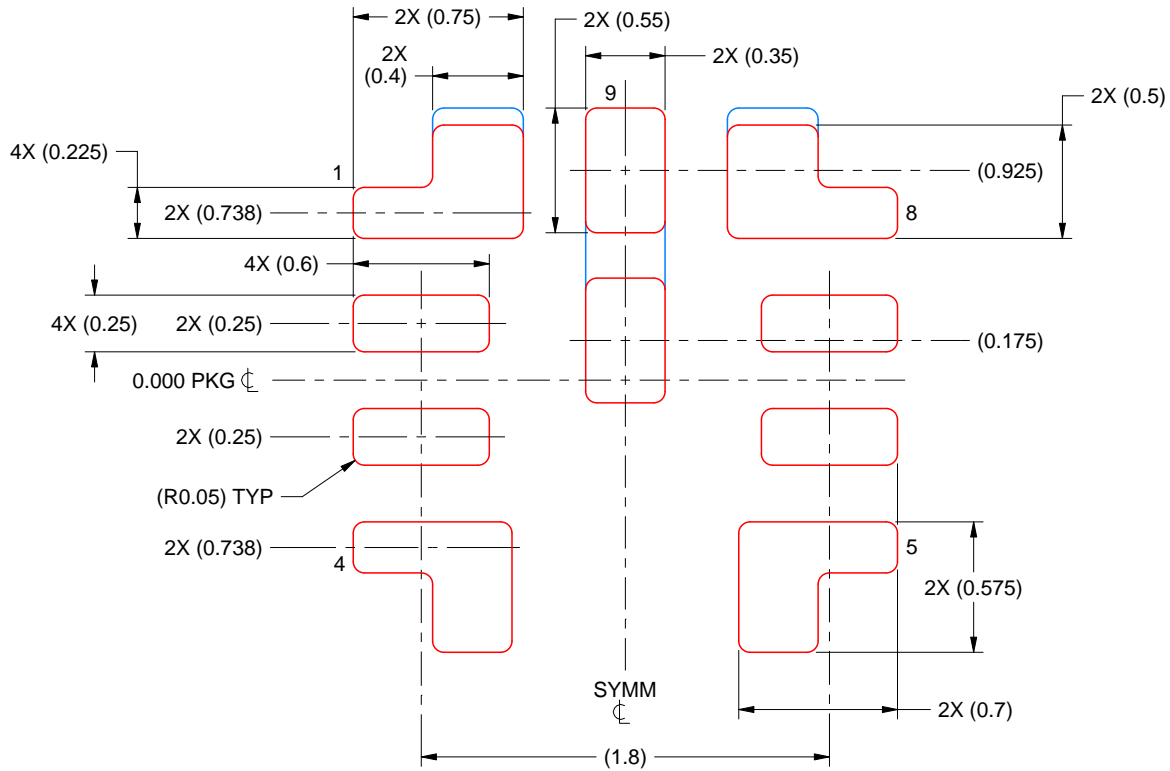 2X (0.75)
2X (0.55)
2X
(0.4)
2X (0.35)
9
2X (0.5)
4X (0.225)
1
(0.925)
2X (0.738)
8
4X (0.6)
4X (0.25)
2X (0.25)
(0.175)
0.000 PKG ℄
2X (0.25)
(R0.05) TYP
2X (0.738)
4
5
2X (0.575)
SYMM
℄
2X (0.7)
(1.8)